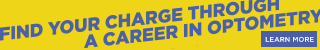 FIND YOUR CHARGE THROUGH
A CAREER IN OPTOMETRY
LEARN MORE